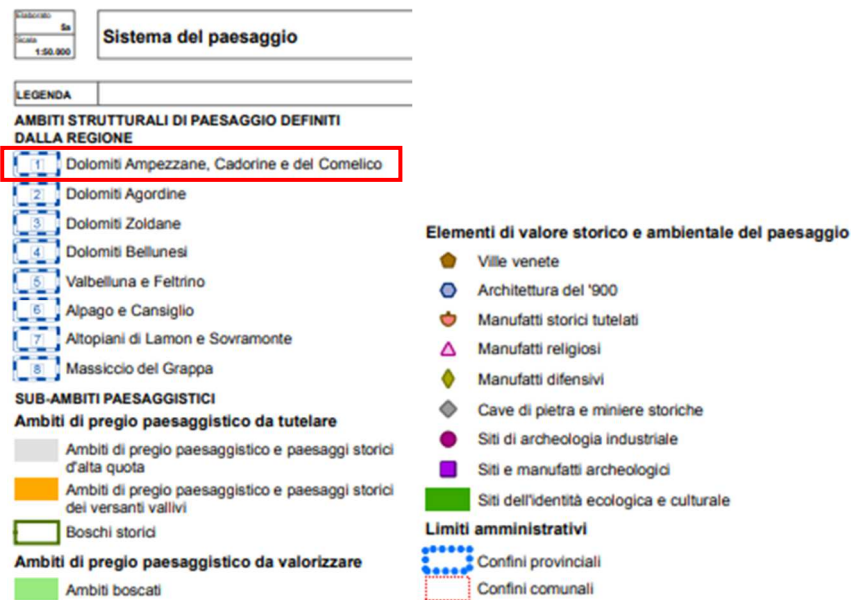 Elaborato
5a
Scala
1:50.000
Sistema del paesaggio
LEGENDA
AMBITI STRUTTURALI DI PAESAGGIO DEFINITI
DALLA REGIONE
1 Dolomiti Ampezzane, Cadorine e del Comelico
2 Dolomiti Agordine
3 Dolomiti Zoldane
4 Dolomiti Bellunesi
5 Valbelluna e Feltrino
6 Alpago e Cansiglio
7 Altopiani di Lamon e Sovramonte
8 Massiccio del Grappa
SUB-AMBITI PAESAGGISTICI
Ambiti di pregio paesaggistico da tutelare
Ambiti di pregio paesaggistico e paesaggi storici
d'alta quota
Ambiti di pregio paesaggistico e paesaggi storici
dei versanti vallivi
Boschi storici
Ambiti di pregio paesaggistico da valorizzare
Ambiti boscati
Elementi di valore storico e ambientale del paesaggio
Ville venete
Architettura del '900
Manufatti storici tutelati
Manufatti religiosi
Manufatti difensivi
Cave di pietra e miniere storiche
Siti di archeologia industriale
Siti e manufatti archeologici
Siti dell'identità ecologica e culturale
Limiti amministrativi
Confini provinciali
Confini comunali